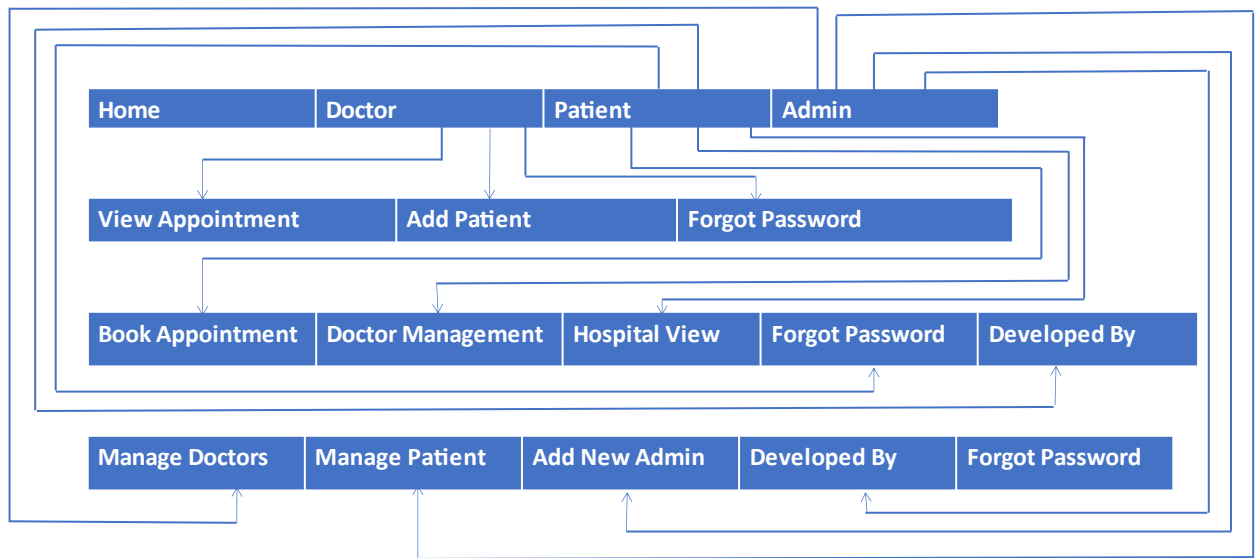 Home Doctor Patient Admin
View Appointment Add Patient Forgot Password
Book Appointment Doctor Management Hospital View Forgot Password Developed By
Manage Doctors Manage Patient Add New Admin Developed By Forgot Password